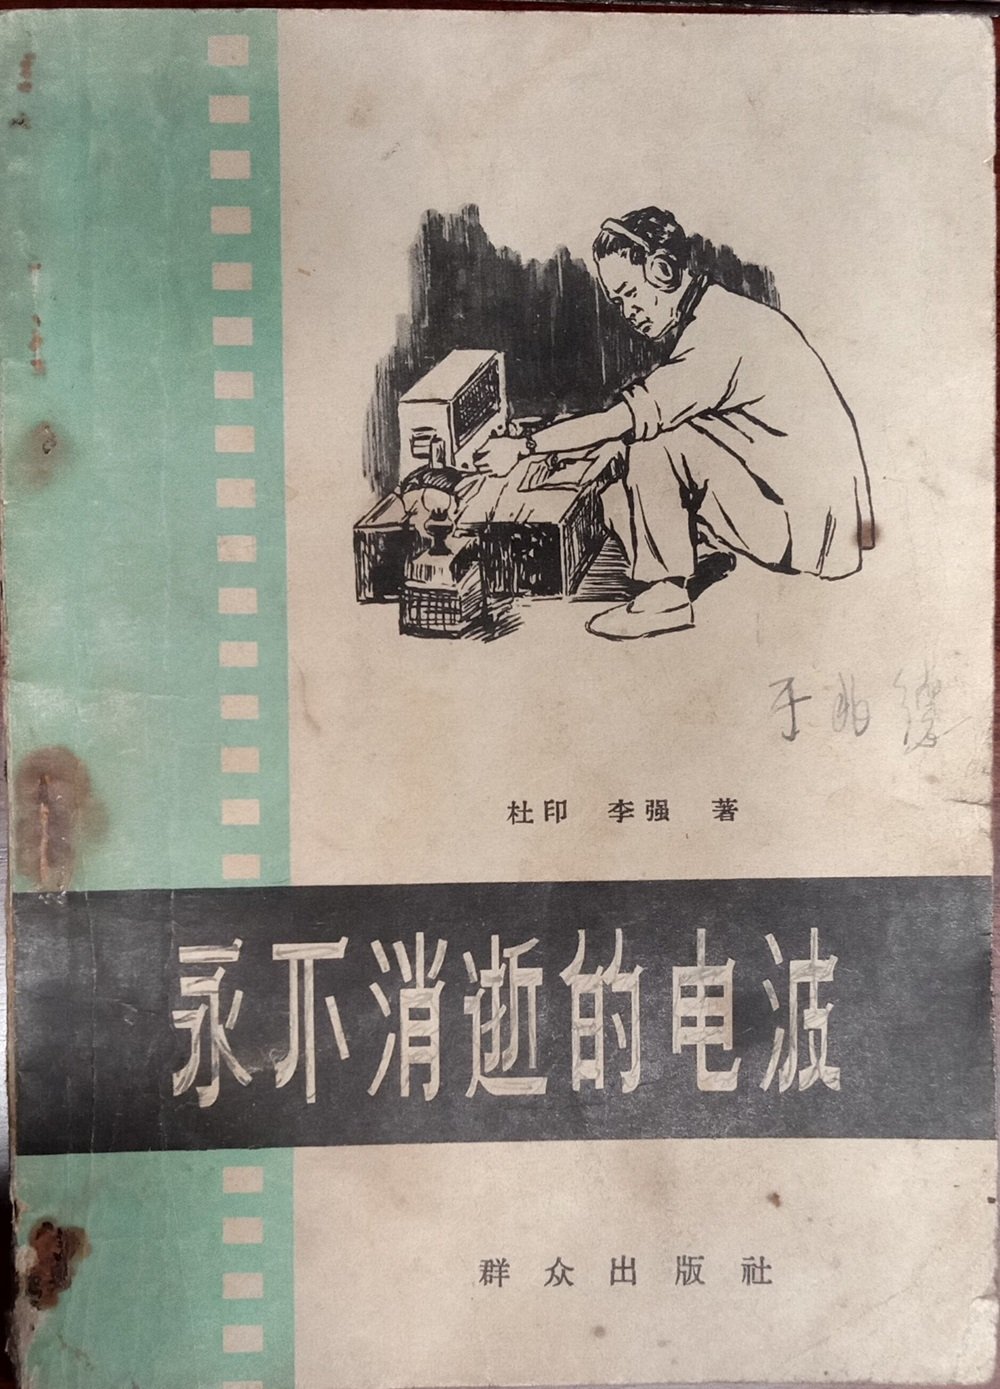 杜印 李强 著
永不消逝的电波
群众出版社